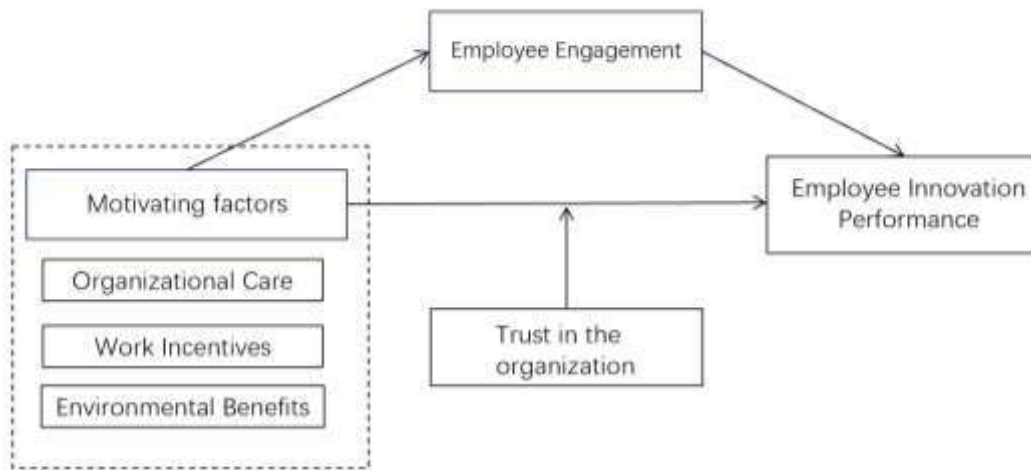 Employee Engagement
Motivating factors
Employee Innovation
Performance
Organizational Care
Work Incentives
Trust in the
organization
Environmental Benefits